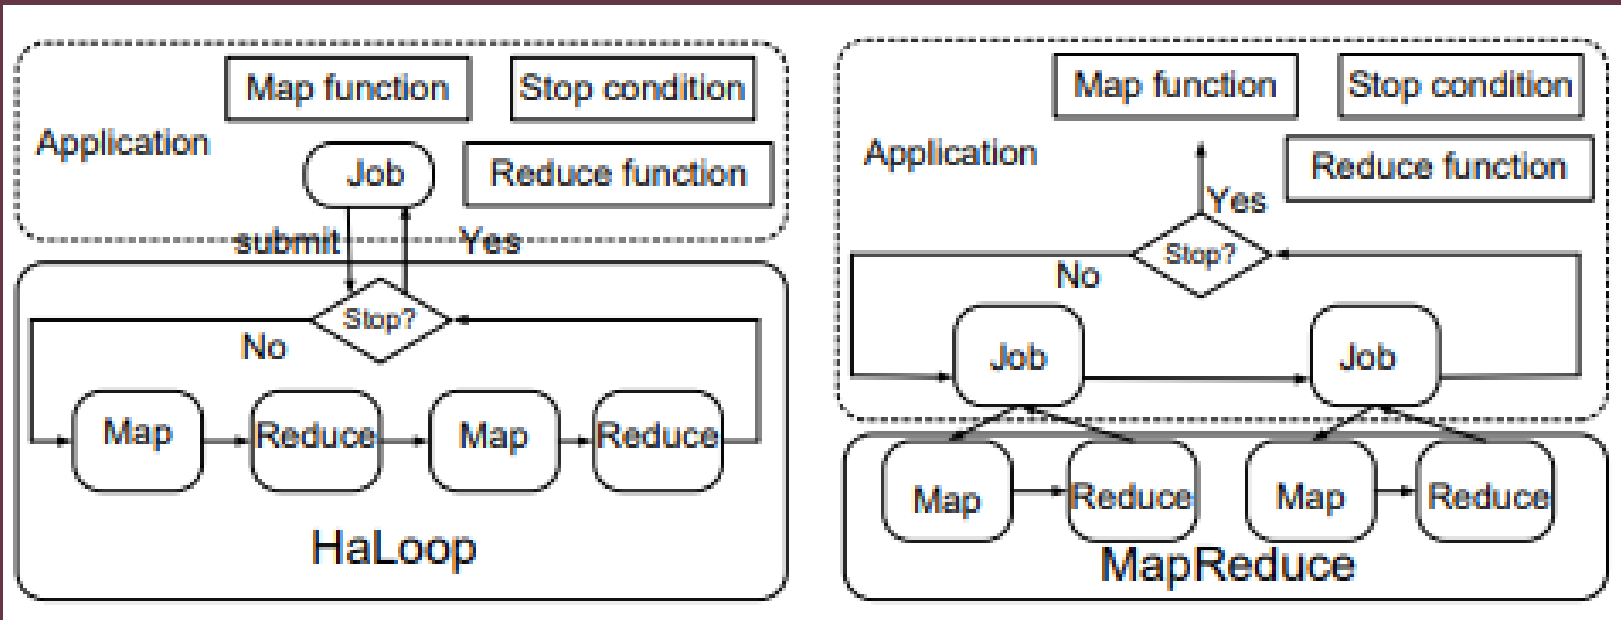 Map function
Stop condition
Application
Job
Reduce function
submit
Yes
Stop?
No
Map
Reduce
Map
Reduce
HaLoop
Map function
Stop condition
Application
Reduce function
Yes
Stop?
No
Job
Job
Map
Reduce
Map
Reduce
MapReduce